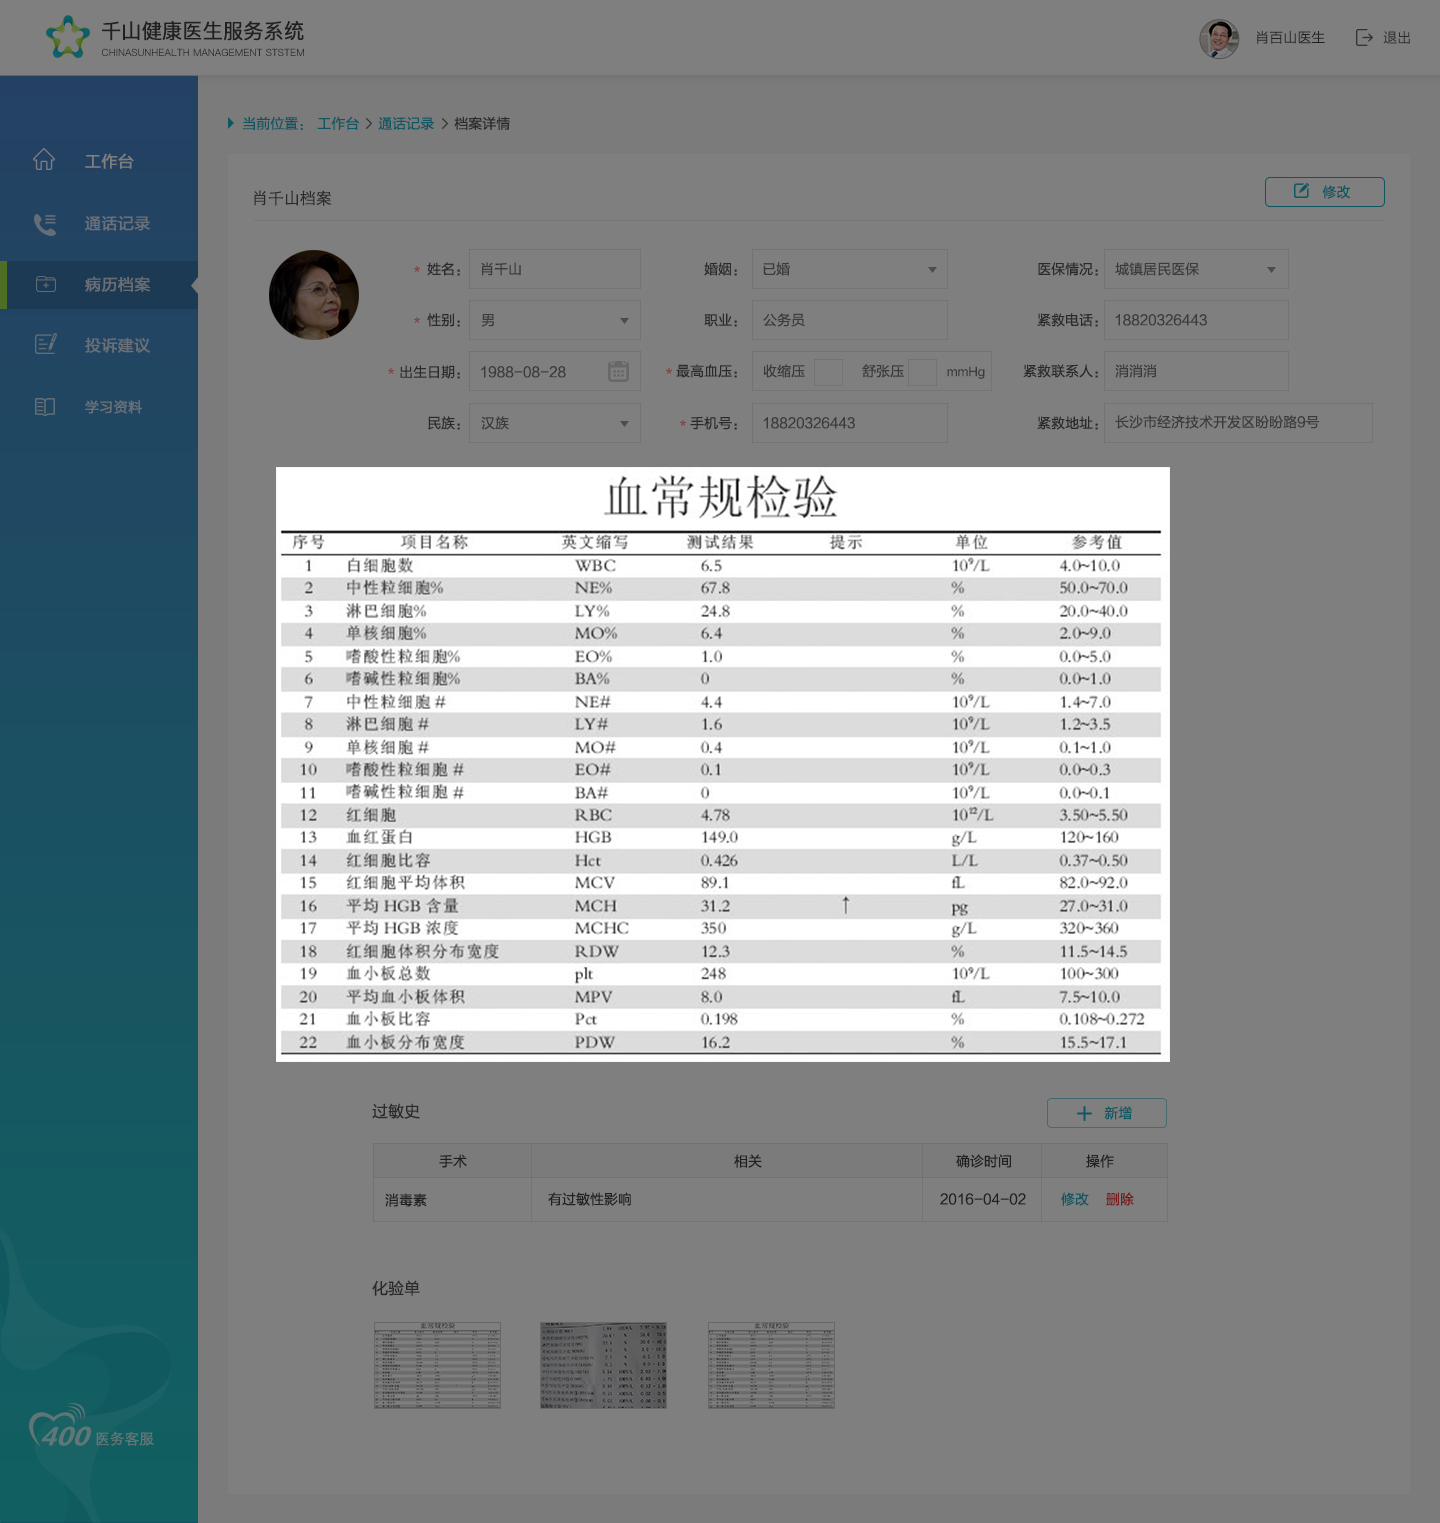 千山健康医生服务系统
CHINASUNHEALTH MANAGEMENT STSTEM
肖百山医生 退出
当前位置： 工作台 > 通话记录 > 档案详情
工作台
通话记录
病历档案
投诉建议
学习资料
400 医务客服
肖千山档案 修改
* 姓名： 肖千山 婚姻： 已婚 医保情况： 城镇居民医保
* 性别： 男 职业： 公务员 紧救电话： 18820326443
* 出生日期： 1988-08-28 * 最高血压： 收缩压 舒张压 mmHg 紧救联系人： 消消消
民族： 汉族 * 手机号： 18820326443 紧救地址： 长沙市经济技术开发区盼盼路9号
血常规检验
序号 项目名称 英文缩写 测试结果 提示 单位 参考值
1 白细胞数 WBC 6.5 10⁹/L 4.0~10.0
2 中性粒细胞% NE% 67.8 % 50.0~70.0
3 淋巴细胞% LY% 24.8 % 20.0~40.0
4 单核细胞% MO% 6.4 % 2.0~9.0
5 嗜酸性粒细胞% EO% 1.0 % 0.0~5.0
6 嗜碱性粒细胞% BA% 0 % 0.0~1.0
7 中性粒细胞＃ NE# 4.4 10⁹/L 1.4~7.0
8 淋巴细胞＃ LY# 1.6 10⁹/L 1.2~3.5
9 单核细胞＃ MO# 0.4 10⁹/L 0.1~1.0
10 嗜酸性粒细胞＃ EO# 0.1 10⁹/L 0.0~0.3
11 嗜碱性粒细胞＃ BA# 0 10⁹/L 0.0~0.1
12 红细胞 RBC 4.78 10¹²/L 3.50~5.50
13 血红蛋白 HGB 149.0 g/L 120~160
14 红细胞比容 Hct 0.426 L/L 0.37~0.50
15 红细胞平均体积 MCV 89.1 fL 82.0~92.0
16 平均 HGB 含量 MCH 31.2 ↑ pg 27.0~31.0
17 平均 HGB 浓度 MCHC 350 g/L 320~360
18 红细胞体积分布宽度 RDW 12.3 % 11.5~14.5
19 血小板总数 plt 248 10⁹/L 100~300
20 平均血小板体积 MPV 8.0 fL 7.5~10.0
21 血小板比容 Pct 0.198 % 0.108~0.272
22 血小板分布宽度 PDW 16.2 % 15.5~17.1
过敏史 新增
手术 相关 确诊时间 操作
消毒素 有过敏性影响 2016-04-02 修改 删除
化验单
血常规检验 血常规检验